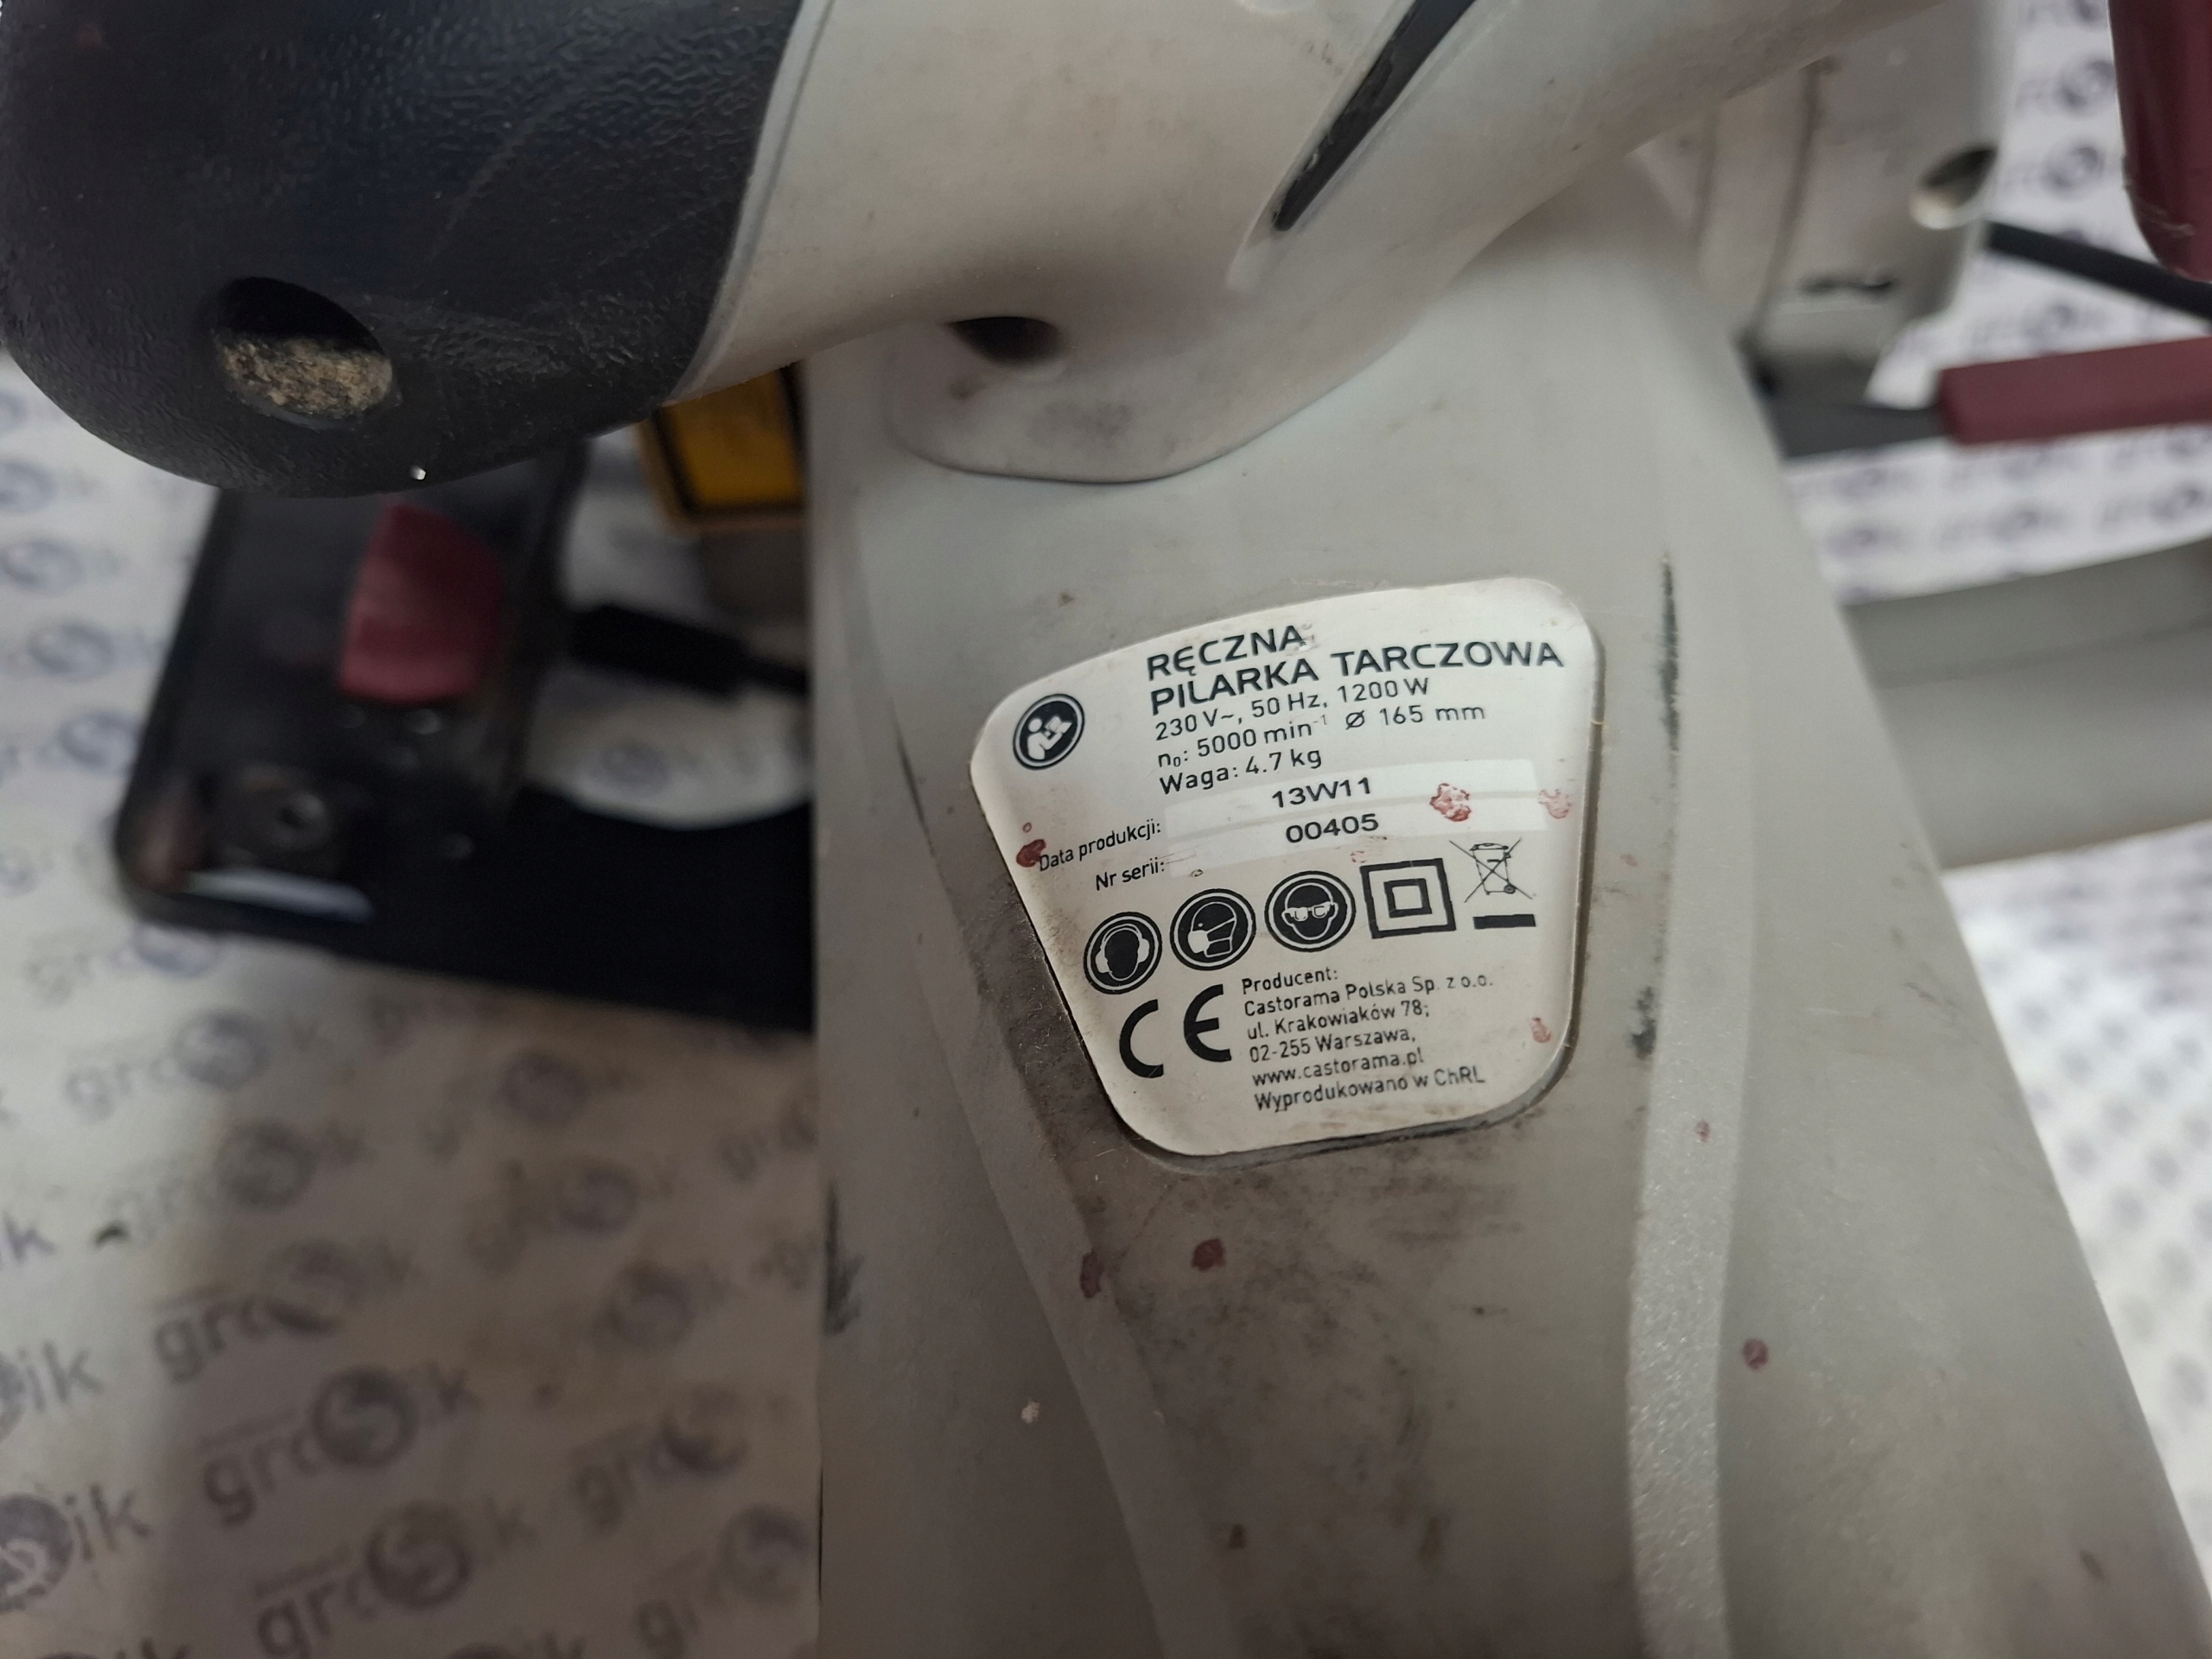 RĘCZNA
PILARKA TARCZOWA
230 V~, 50 Hz, 1200 W
n₀: 5000 min⁻¹ Ø 165 mm
Waga: 4.7 kg
Data produkcji: 13W11
Nr serii: 00405
CE
Producent:
Castorama Polska Sp. z o.o.
ul. Krakowiaków 78;
02-255 Warszawa,
www.castorama.pl
Wyprodukowano w ChRL